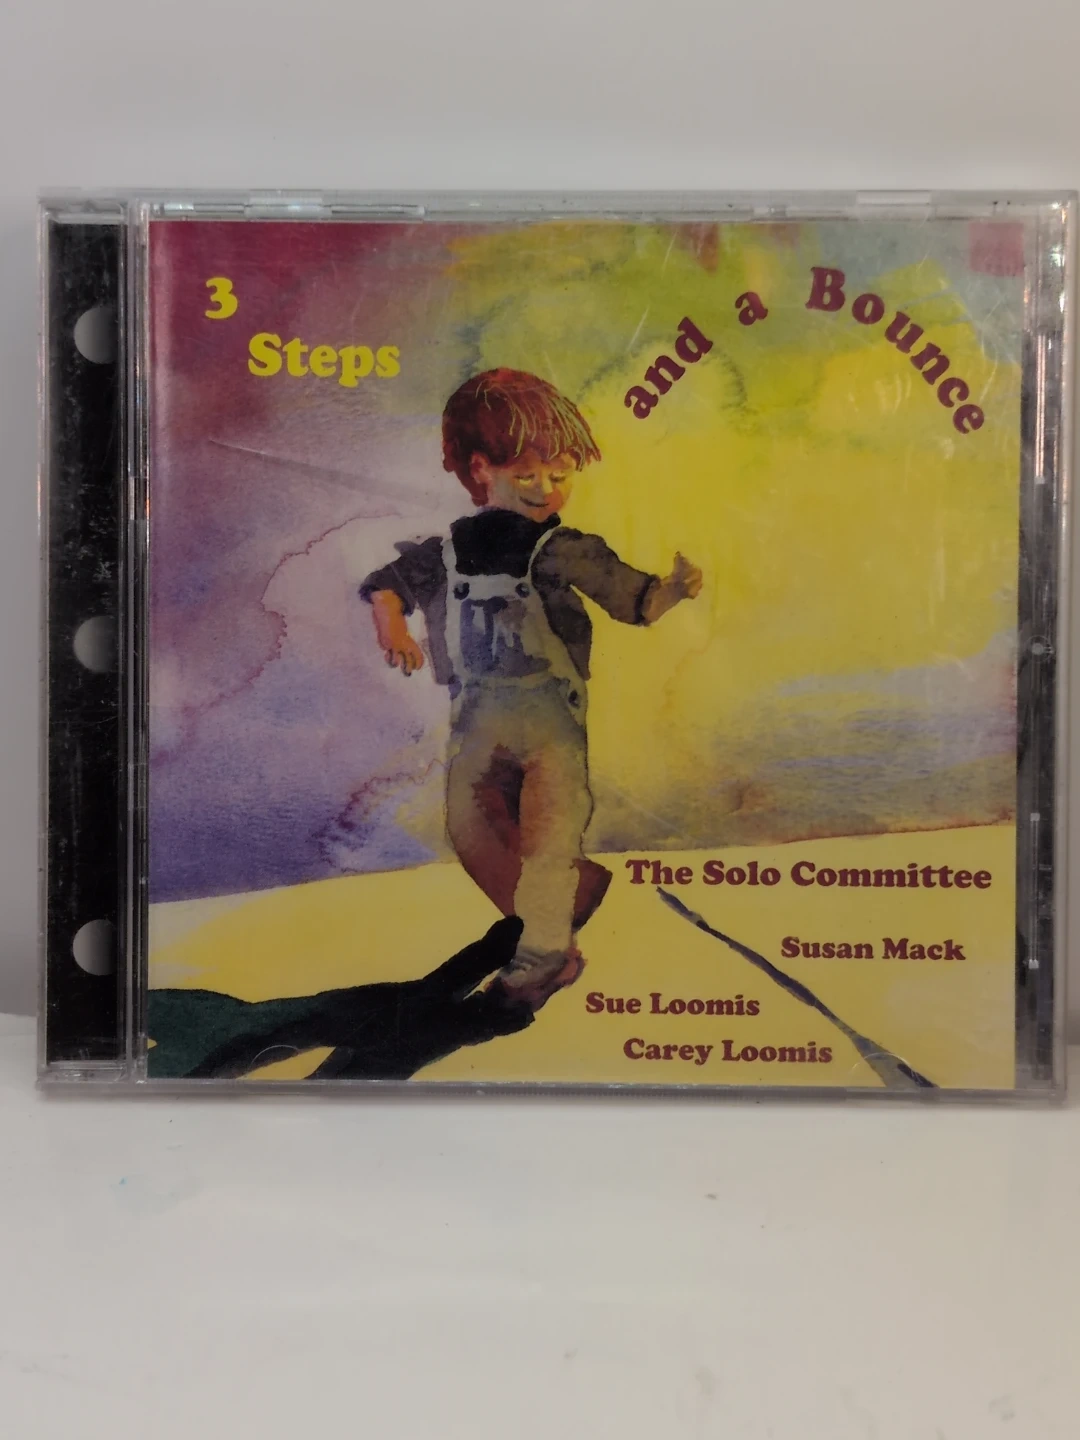 3
Steps
and a Bounce
The Solo Committee
Susan Mack
Sue Loomis
Carey Loomis